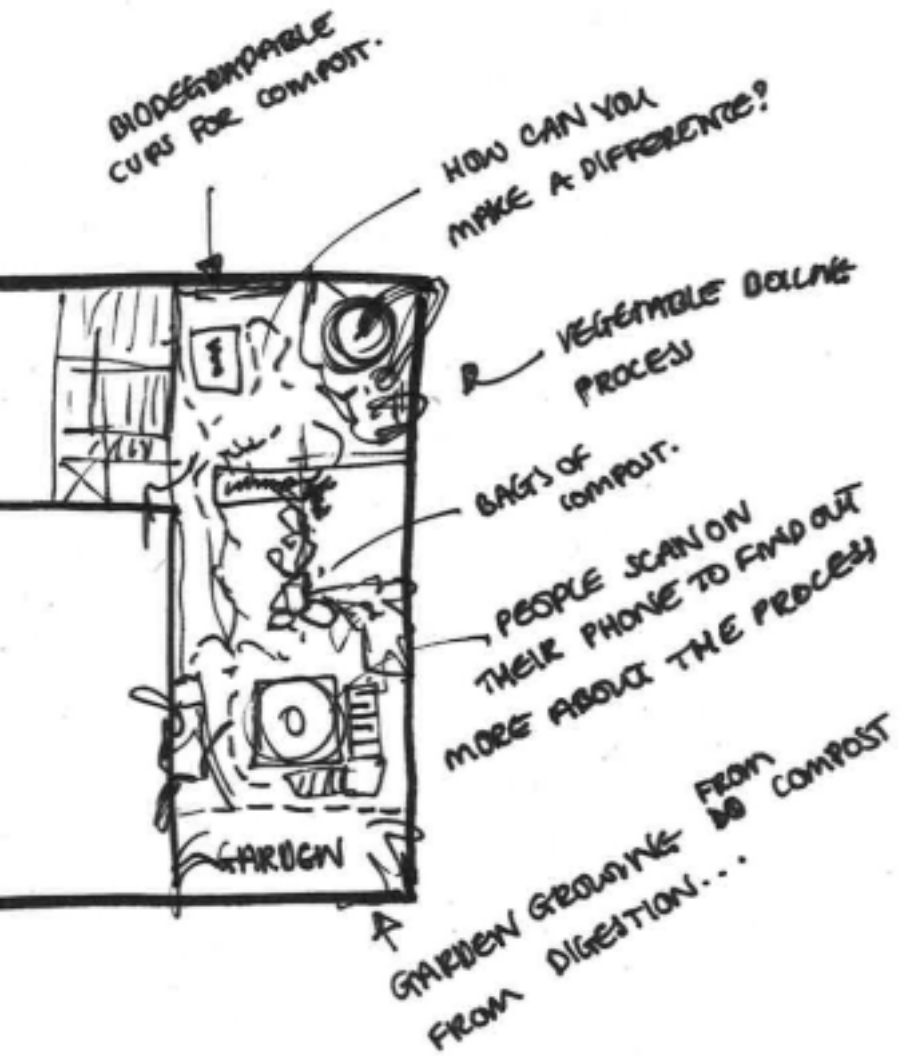 BIODEGRADABLE
CUPS FOR COMPOST.
HOW CAN YOU
MAKE A DIFFERENCE?
VEGETABLE BOILING
PROCESS
BAGS OF
COMPOST.
PEOPLE SCAN ON
THEIR PHONE TO FIND OUT
MORE ABOUT THE PROCESS
GARDEN
GARDEN GROWING FROM COMPOST
FROM DIGESTION...